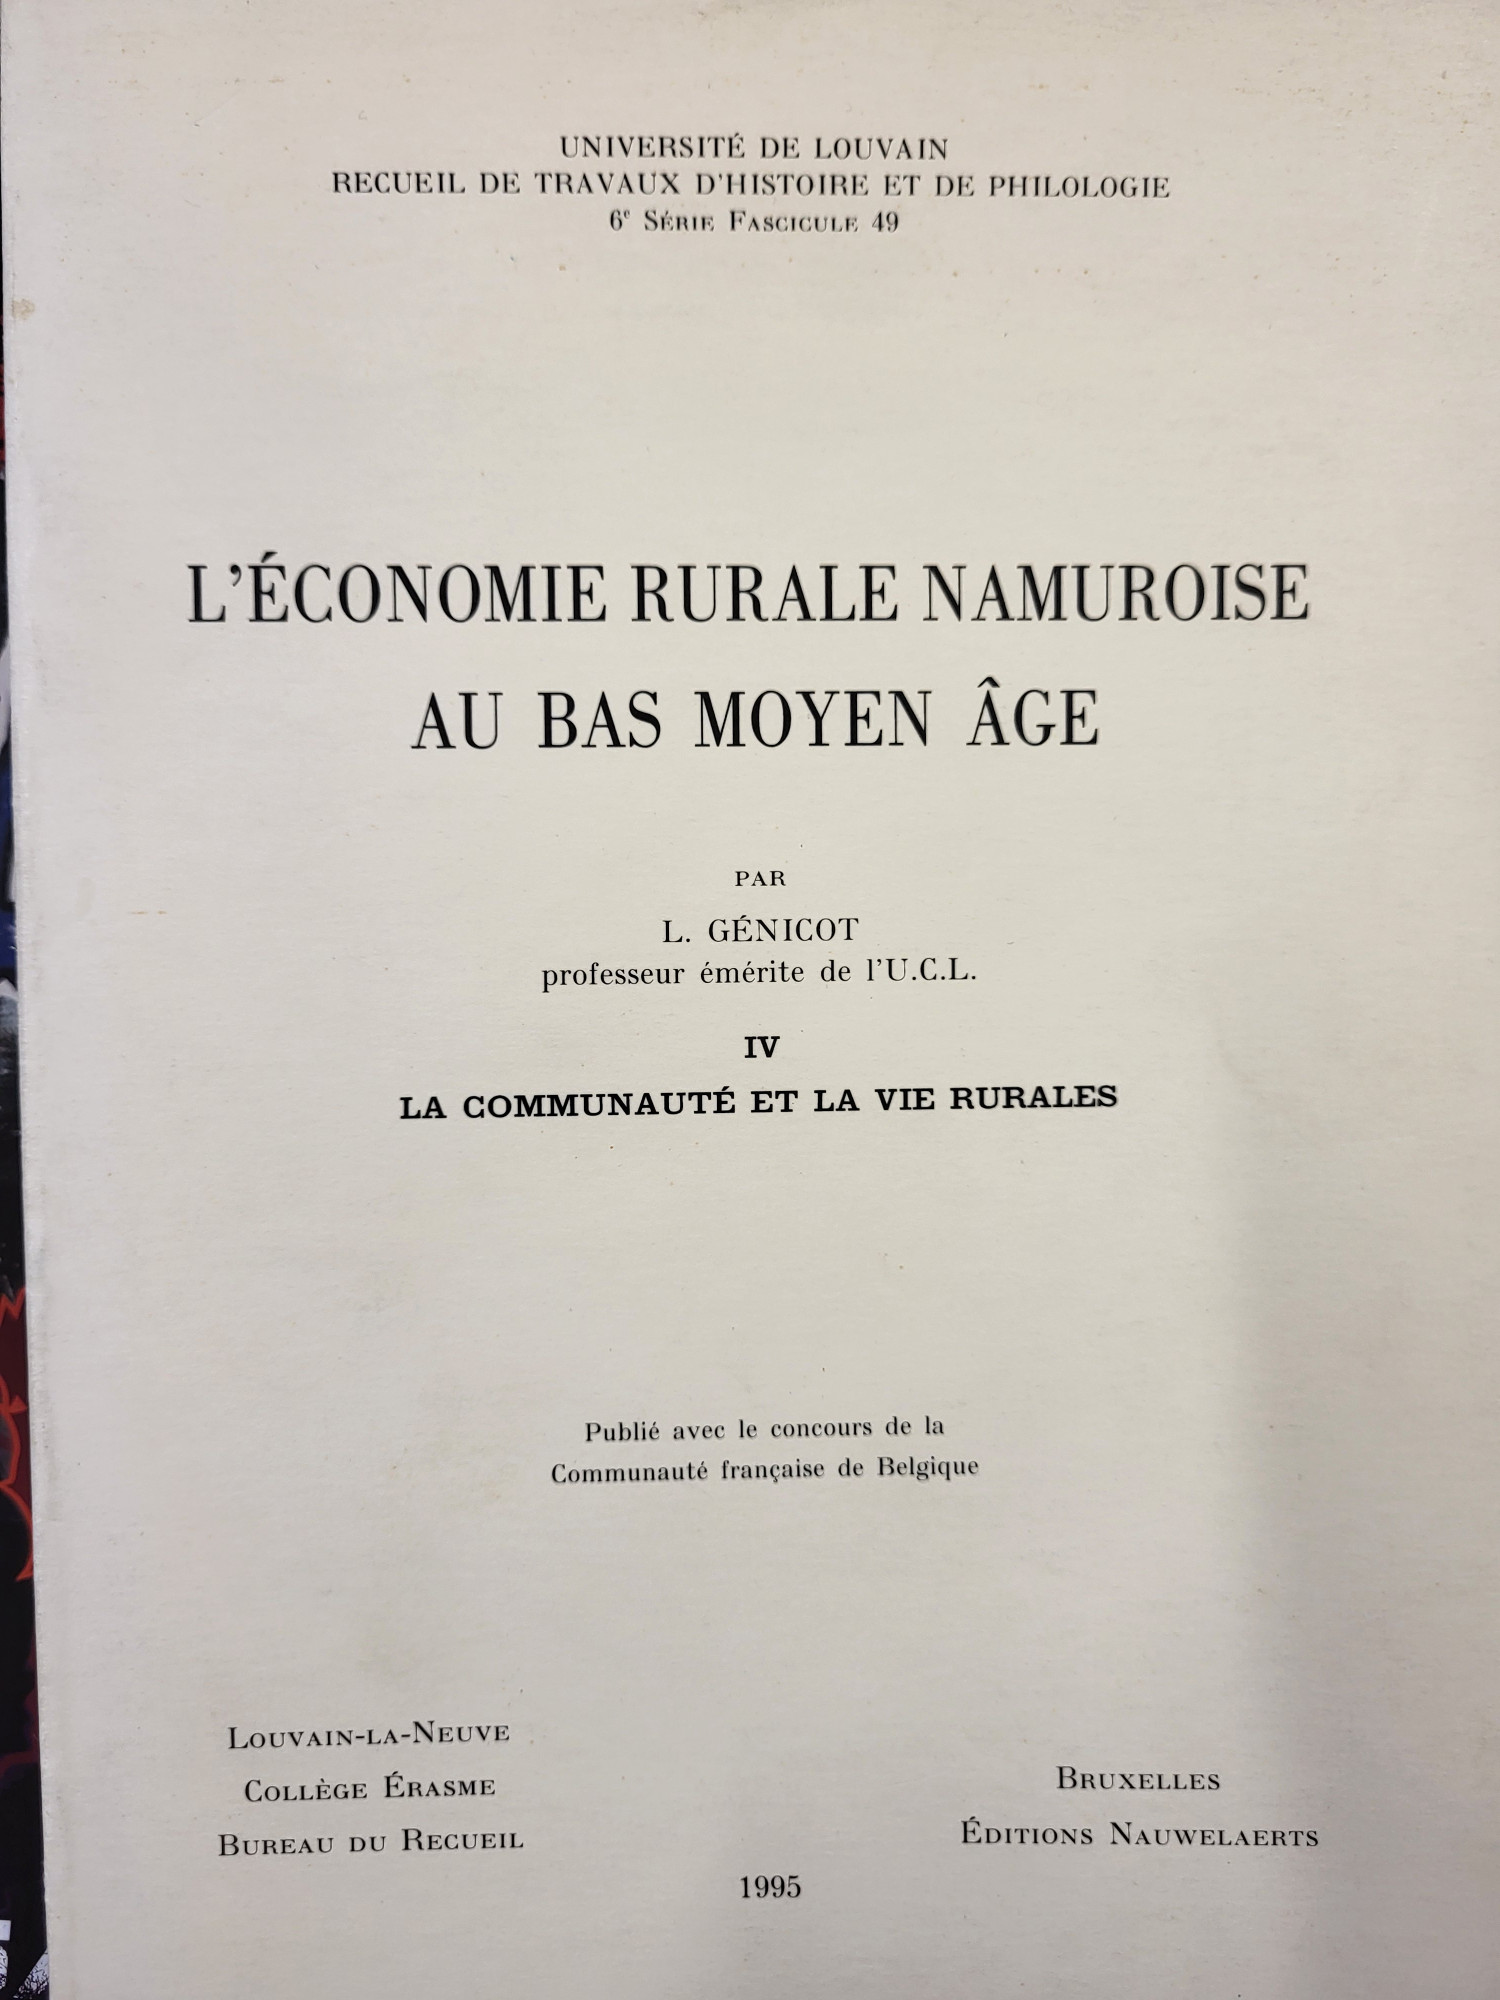 UNIVERSITÉ DE LOUVAIN
RECUEIL DE TRAVAUX D'HISTOIRE ET DE PHILOLOGIE
6e Série Fascicule 49
L'ÉCONOMIE RURALE NAMUROISE
AU BAS MOYEN ÂGE
PAR
L. GÉNICOT
professeur émérite de l'U.C.L.
IV
LA COMMUNAUTÉ ET LA VIE RURALES
Publié avec le concours de la
Communauté française de Belgique
Louvain-la-Neuve
Collège Érasme
Bureau du Recueil
Bruxelles
Éditions Nauwelaerts
1995